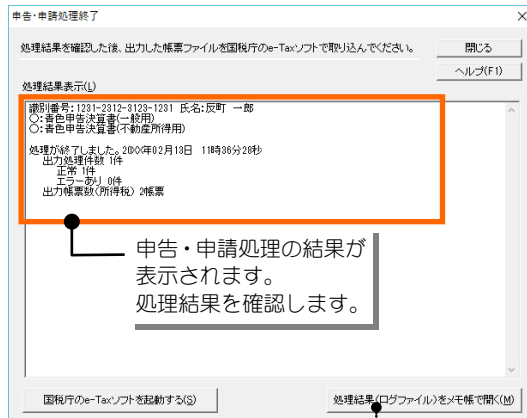 申告・申請処理終了
処理結果を確認した後、出力した帳票ファイルを国税庁のe-Taxソフトで取り込んでください。
閉じる
ヘルプ(F1)
処理結果表示(L)
識別番号:1231-2312-3123-1231 氏名:反町 一郎
○:青色申告決算書(一般用)
○:青色申告決算書(不動産所得用)
処理が終了しました。20XX年02月13日 11時36分28秒
出力処理件数 1件
正常 1件
エラーあり 0件
出力帳票数(所得税) 2帳票
申告・申請処理の結果が
表示されます。
処理結果を確認します。
国税庁のe-Taxソフトを起動する(S)
処理結果(ログファイル)をメモ帳で開く(M)